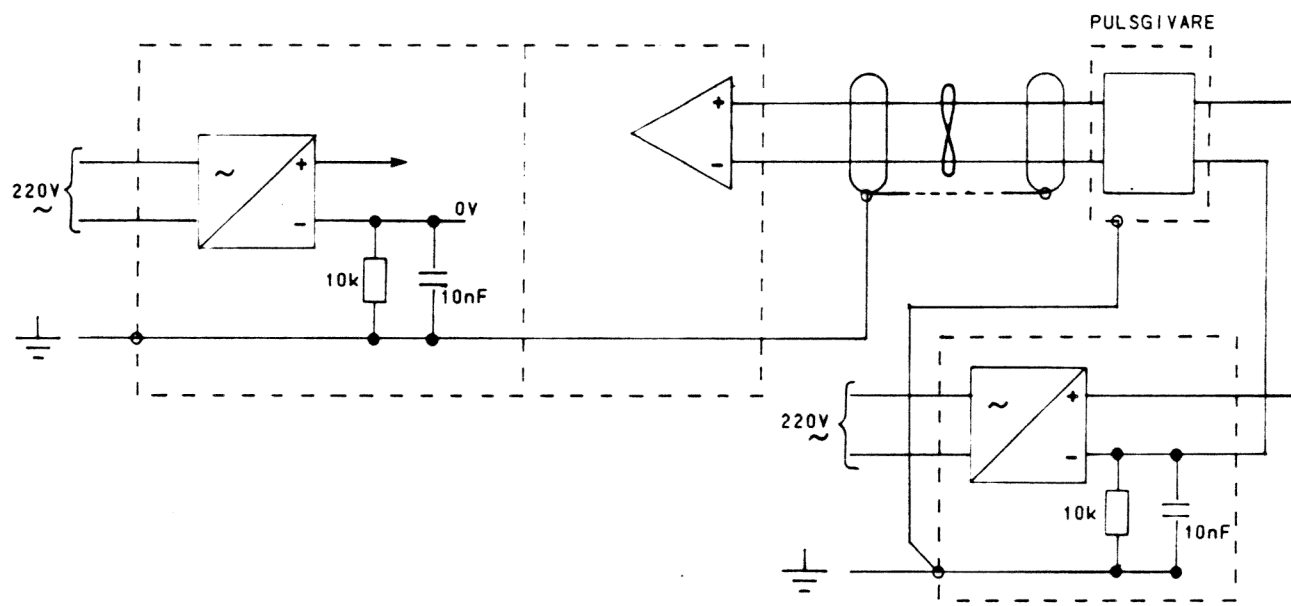 PULSGIVARE
+
-
~
+
-
220V
~
0V
10k
10nF
~
+
-
220V
~
10k
10nF